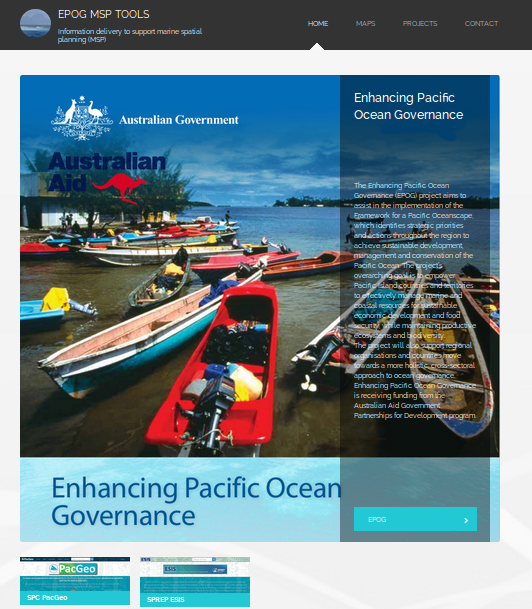 EPOG MSP TOOLS
Information delivery to support marine spatial
planning (MSP)
HOME
MAPS
PROJECTS
CONTACT
Australian Government
Australian
Aid
Enhancing Pacific
Ocean Governance
The Enhancing Pacific Ocean
Governance (EPOG) project aims to
assist in the implementation of the
Framework for a Pacific Oceanscape,
which identifies strategic priorities
and actions throughout the region to
achieve sustainable development,
management and conservation of the
Pacific Ocean. The project's
overarching goal is to empower
Pacific Island countries and territories
to effectively manage marine and
coastal resources for sustainable
economic development and food
security while maintaining productive
ecosystems and biodiversity.
The project will also support regional
organisations and countries move
towards a more holistic, cross-sectoral
approach to ocean governance.
Enhancing Pacific Ocean Governance
is receiving funding from the
Australian Aid Government
Partnerships for Development program.
Enhancing Pacific Ocean
Governance
EPOG
PacGeo
SPC PacGeo
ESIS
SPREP ESIS